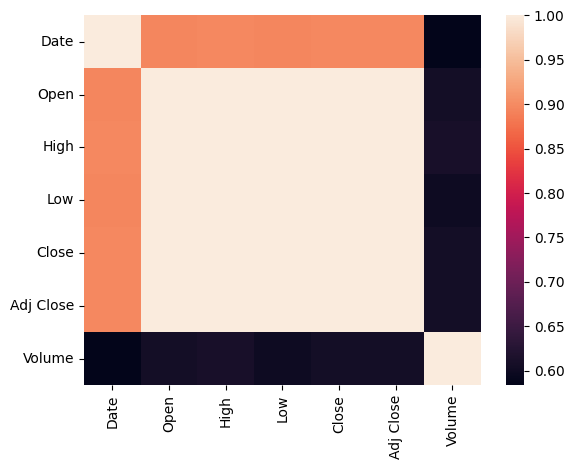 Date
Open
High
Low
Close
Adj Close
Volume
Date
Open
High
Low
Close
Adj Close
Volume
1.00
0.95
0.90
0.85
0.80
0.75
0.70
0.65
0.60